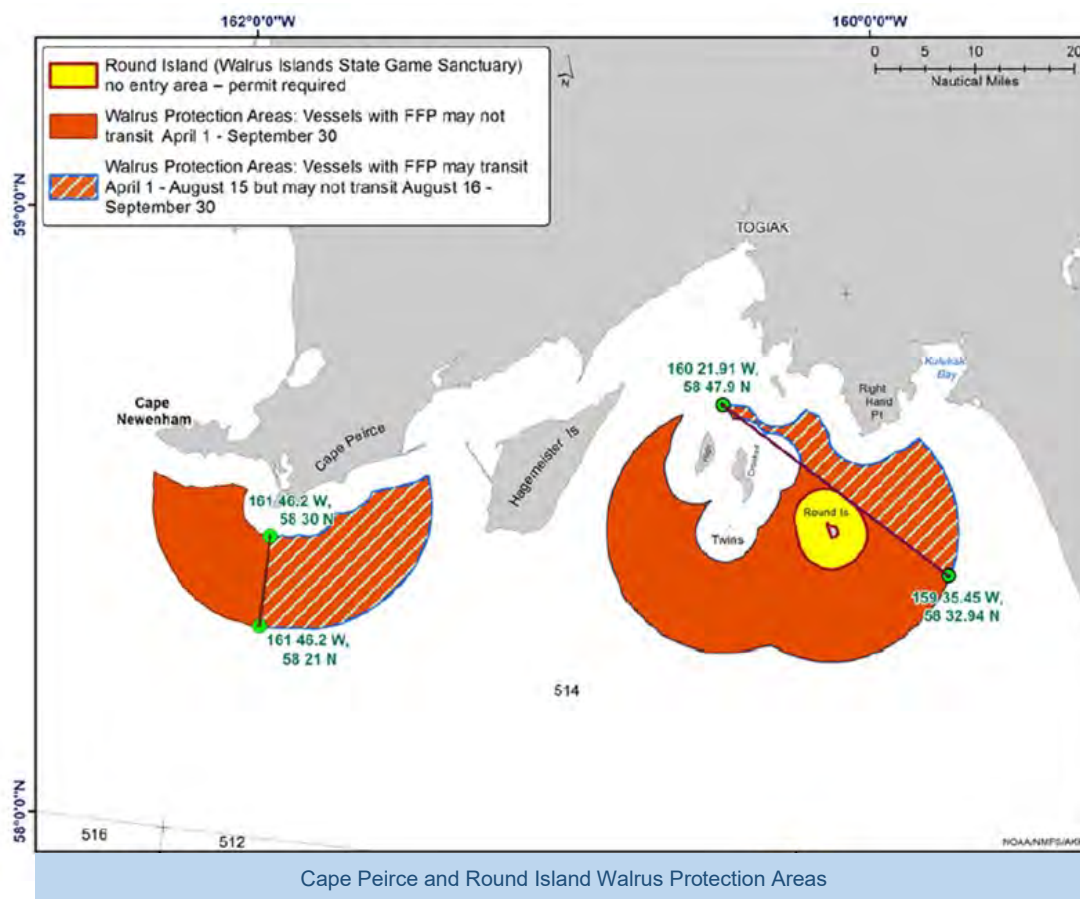 162°0'0"W
160°0'0"W
Round Island (Walrus Islands State Game Sanctuary)
no entry area – permit required
Walrus Protection Areas: Vessels with FFP may not
transit April 1 - September 30
Walrus Protection Areas: Vessels with FFP may transit
April 1 - August 15 but may not transit August 16 -
September 30
N
0 5 10 20
Nautical Miles
59°0'0"N
TOGIAK
160 21.91 W,
58 47.9 N
Kulukak
Bay
Right
Hand
Pt
Cape
Newenham
Cape Peirce
Hagemeister Is
High
Crooked
161 46.2 W,
58 30 N
Round Is
Twins
159 35.45 W,
58 32.94 N
161 46.2 W,
58 21 N
514
58°0'0"N
516
512
NOAA/NMFS/AKR
Cape Peirce and Round Island Walrus Protection Areas